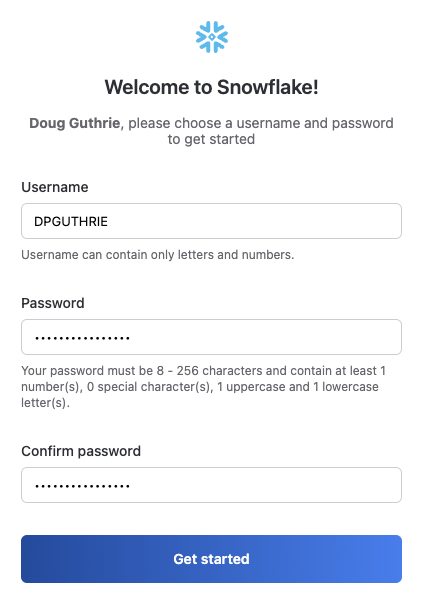 Welcome to Snowflake!
Doug Guthrie, please choose a username and password
to get started
Username
DPGUTHRIE
Username can contain only letters and numbers.
Password
••••••••••••••••
Your password must be 8 - 256 characters and contain at least 1
number(s), 0 special character(s), 1 uppercase and 1 lowercase
letter(s).
Confirm password
••••••••••••••••
Get started